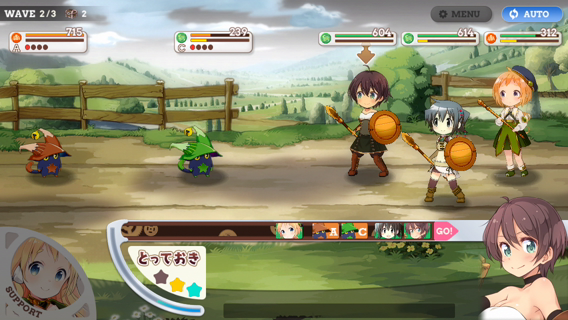 WAVE 2/3 2
MENU
AUTO
715
A
239
C
604
614
312
A C GO!
とっておき
SUPPORT